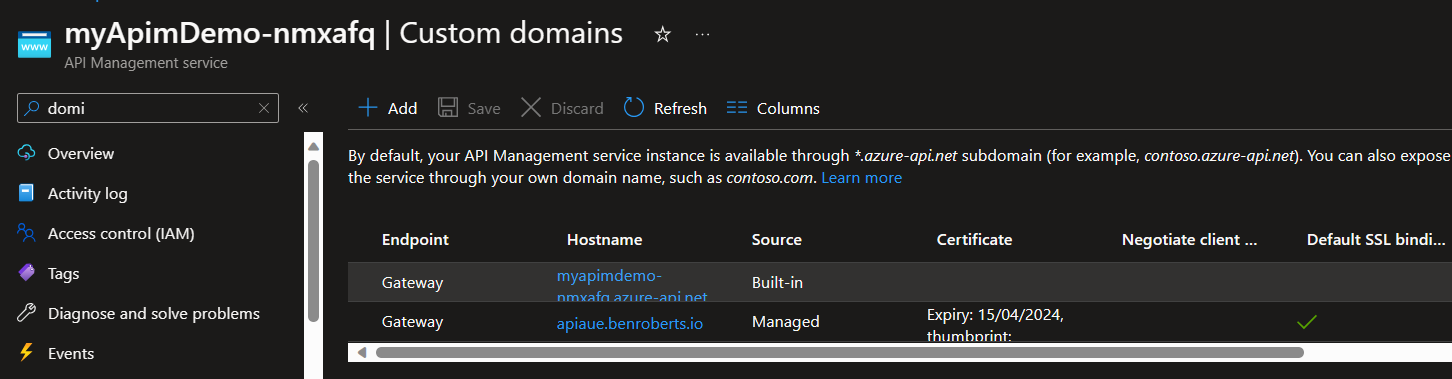 myApimDemo-nmxafq | Custom domains
API Management service
domi
Add
Save
Discard
Refresh
Columns
Overview
Activity log
Access control (IAM)
Tags
Diagnose and solve problems
Events
By default, your API Management service instance is available through *.azure-api.net subdomain (for example, contoso.azure-api.net). You can also expose
the service through your own domain name, such as contoso.com. Learn more
Endpoint Hostname Source Certificate Negotiate client ... Default SSL bindi...
Gateway myapimdemo- Built-in
nmxafq.azure-api.net
Gateway apiaue.benroberts.io Managed Expiry: 15/04/2024,
thumbprint: